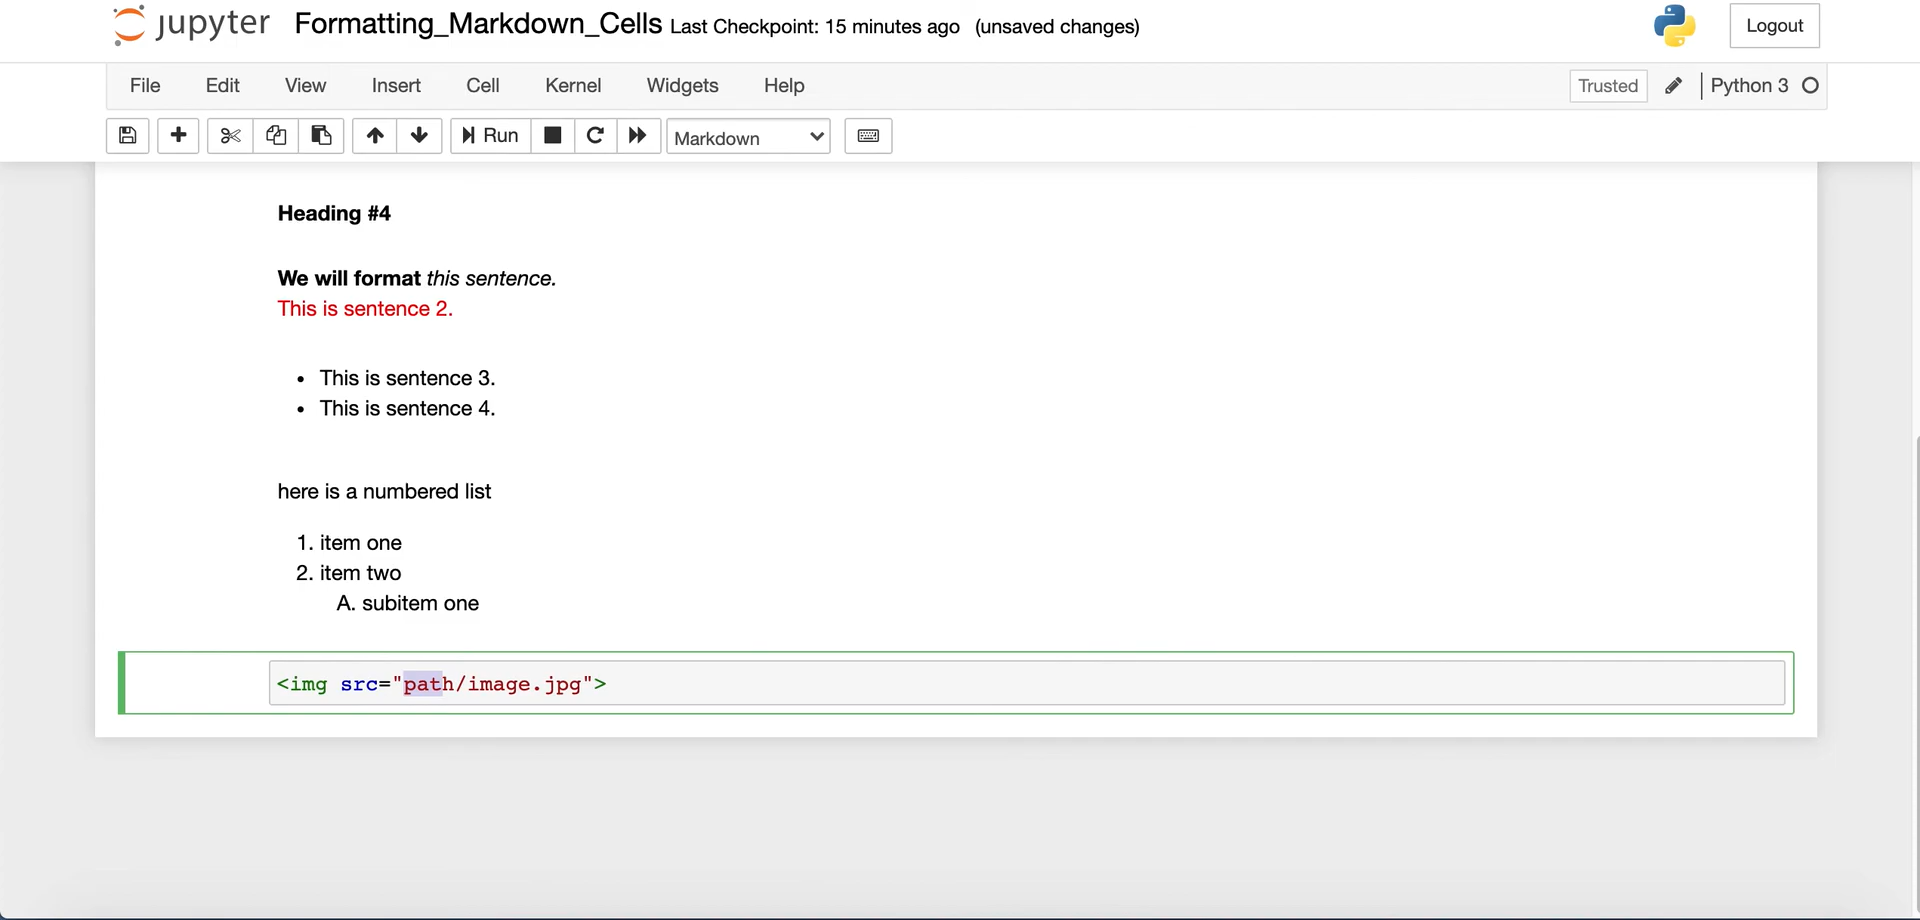 jupyter Formatting_Markdown_Cells Last Checkpoint: 15 minutes ago (unsaved changes) Logout
File Edit View Insert Cell Kernel Widgets Help Trusted Python 3
Run Markdown
Heading #4
We will format this sentence.
This is sentence 2.
• This is sentence 3.
• This is sentence 4.
here is a numbered list
1. item one
2. item two
A. subitem one
<img src="path/image.jpg">